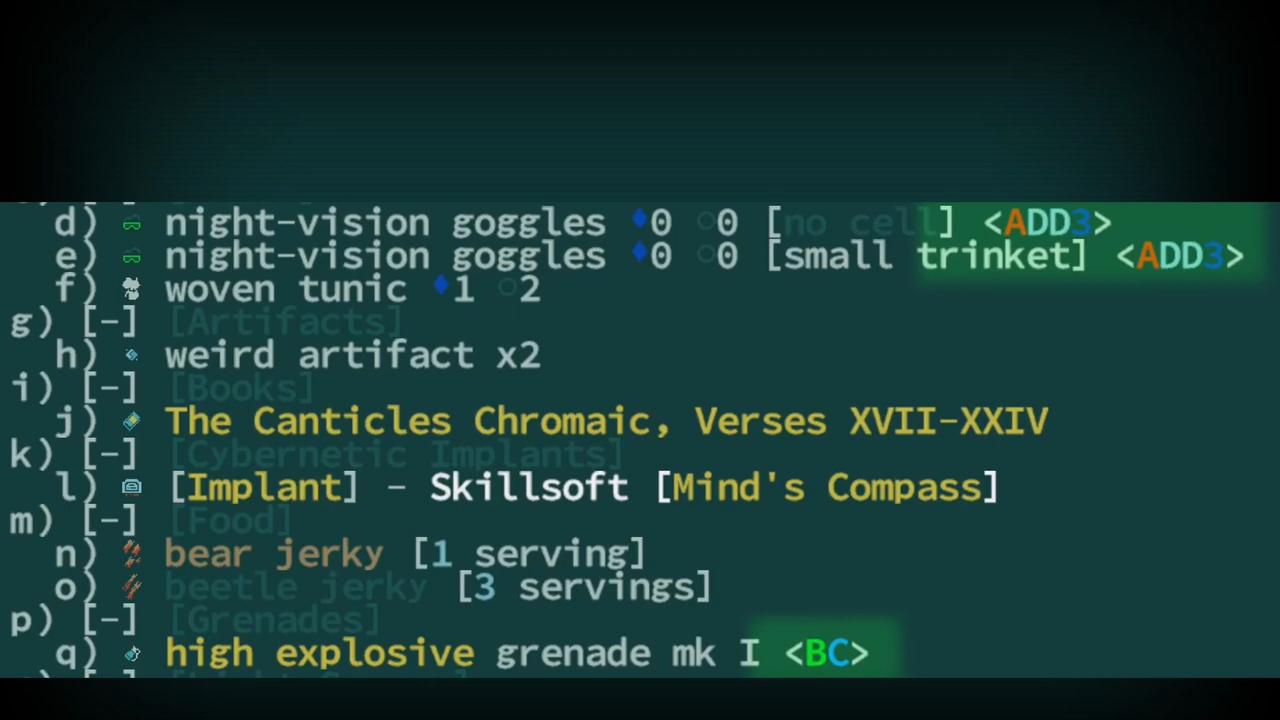 d) night-vision goggles ♦0 ○0 [no cell] <ADD3>
e) night-vision goggles ♦0 ○0 [small trinket] <ADD3>
f) woven tunic ♦1 ○2
g) [-] [Artifacts]
h) weird artifact x2
i) [-] [Books]
j) The Canticles Chromaic, Verses XVII-XXIV
k) [-] [Cybernetic Implants]
l) [Implant] - Skillsoft [Mind's Compass]
m) [-] [Food]
n) bear jerky [1 serving]
o) beetle jerky [3 servings]
p) [-] [Grenades]
q) high explosive grenade mk I <BC>